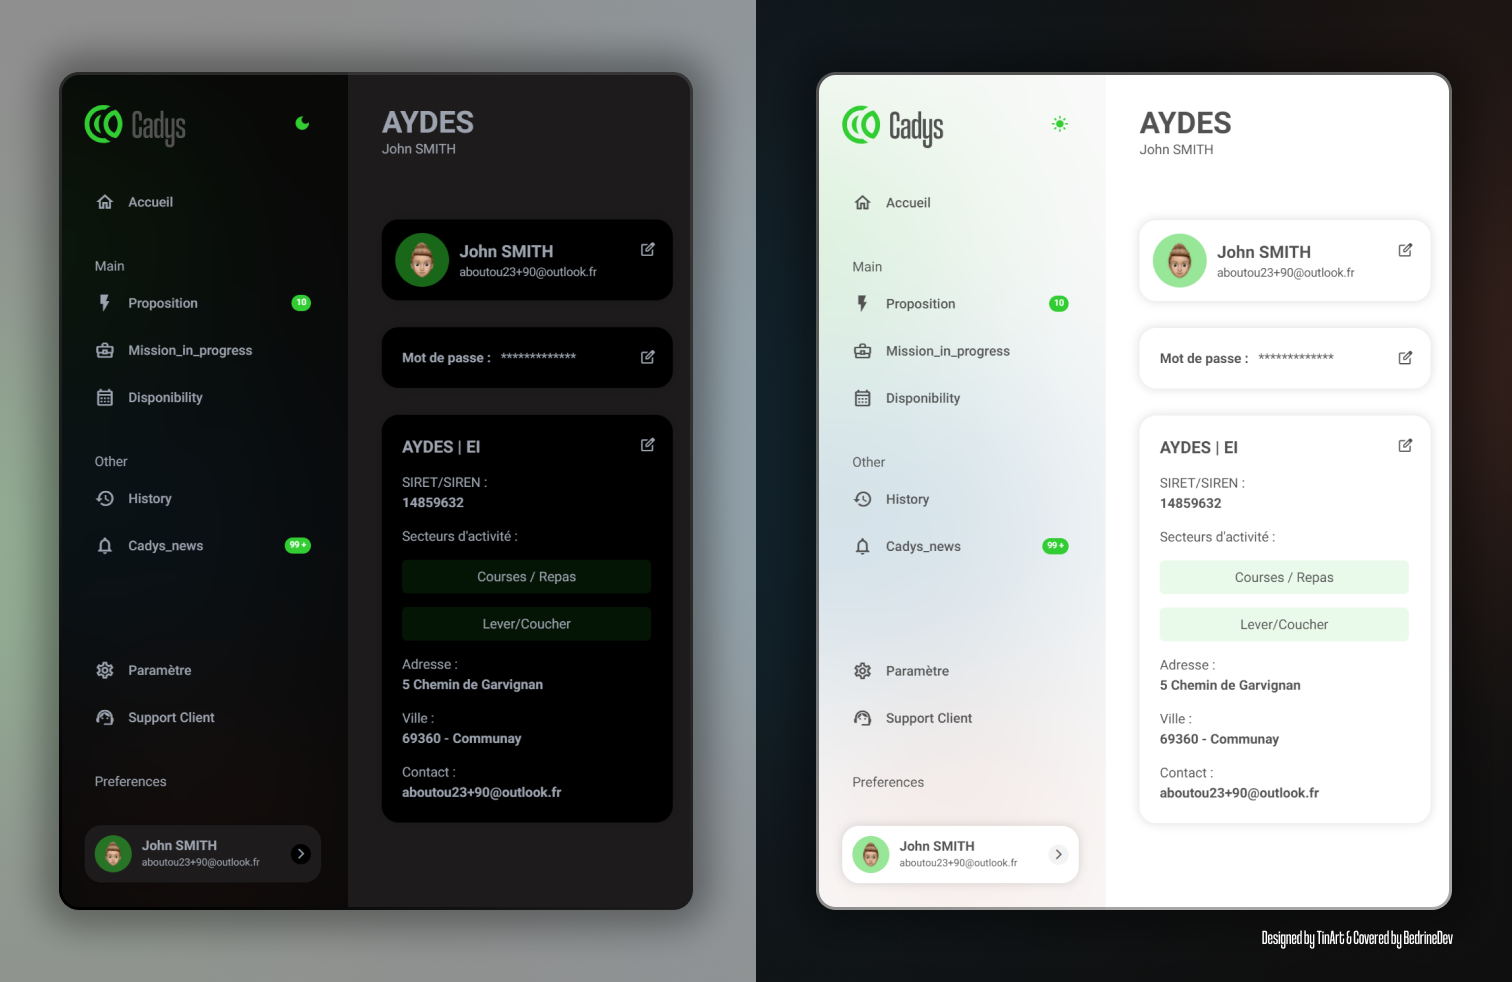 Cadys
Accueil
Main
Proposition 10
Mission_in_progress
Disponibility
Other
History
Cadys_news 99 +
Paramètre
Support Client
Preferences
John SMITH
aboutou23+90@outlook.fr
AYDES
John SMITH
John SMITH
aboutou23+90@outlook.fr
Mot de passe : *************
AYDES | EI
SIRET/SIREN :
14859632
Secteurs d'activité :
Courses / Repas
Lever/Coucher
Adresse :
5 Chemin de Garvignan
Ville :
69360 - Communay
Contact :
aboutou23+90@outlook.fr
Cadys
Accueil
Main
Proposition 10
Mission_in_progress
Disponibility
Other
History
Cadys_news 99 +
Paramètre
Support Client
Preferences
John SMITH
aboutou23+90@outlook.fr
AYDES
John SMITH
John SMITH
aboutou23+90@outlook.fr
Mot de passe : *************
AYDES | EI
SIRET/SIREN :
14859632
Secteurs d'activité :
Courses / Repas
Lever/Coucher
Adresse :
5 Chemin de Garvignan
Ville :
69360 - Communay
Contact :
aboutou23+90@outlook.fr
Designed by TinArt & Covered by BedrineDev